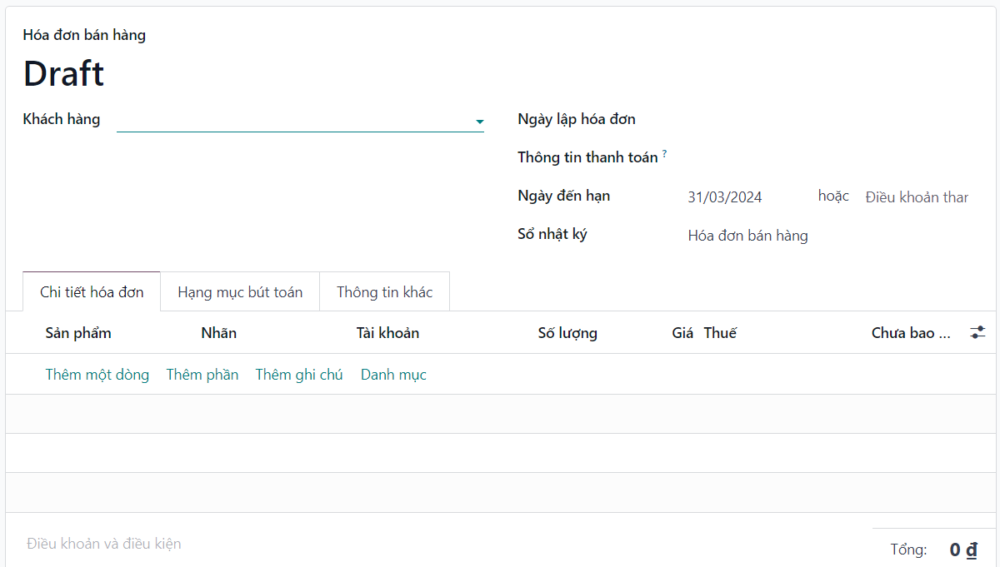 Hóa đơn bán hàng
Draft
Khách hàng
Ngày lập hóa đơn
Thông tin thanh toán ?
Ngày đến hạn 31/03/2024 hoặc Điều khoản thar
Sổ nhật ký Hóa đơn bán hàng
Chi tiết hóa đơn Hạng mục bút toán Thông tin khác
Sản phẩm Nhãn Tài khoản Số lượng Giá Thuế Chưa bao ...
Thêm một dòng Thêm phần Thêm ghi chú Danh mục
Điều khoản và điều kiện
Tổng: 0 ₫